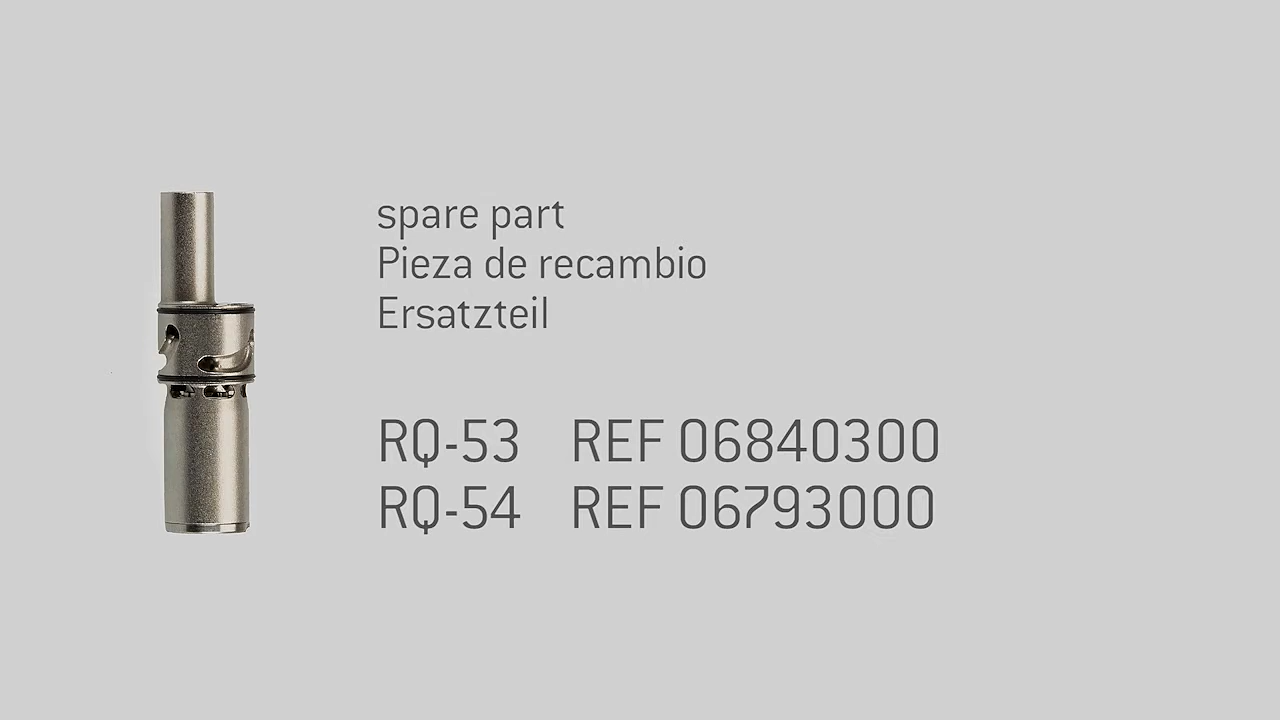 spare part
Pieza de recambio
Ersatzteil
RQ-53 REF 06840300
RQ-54 REF 06793000